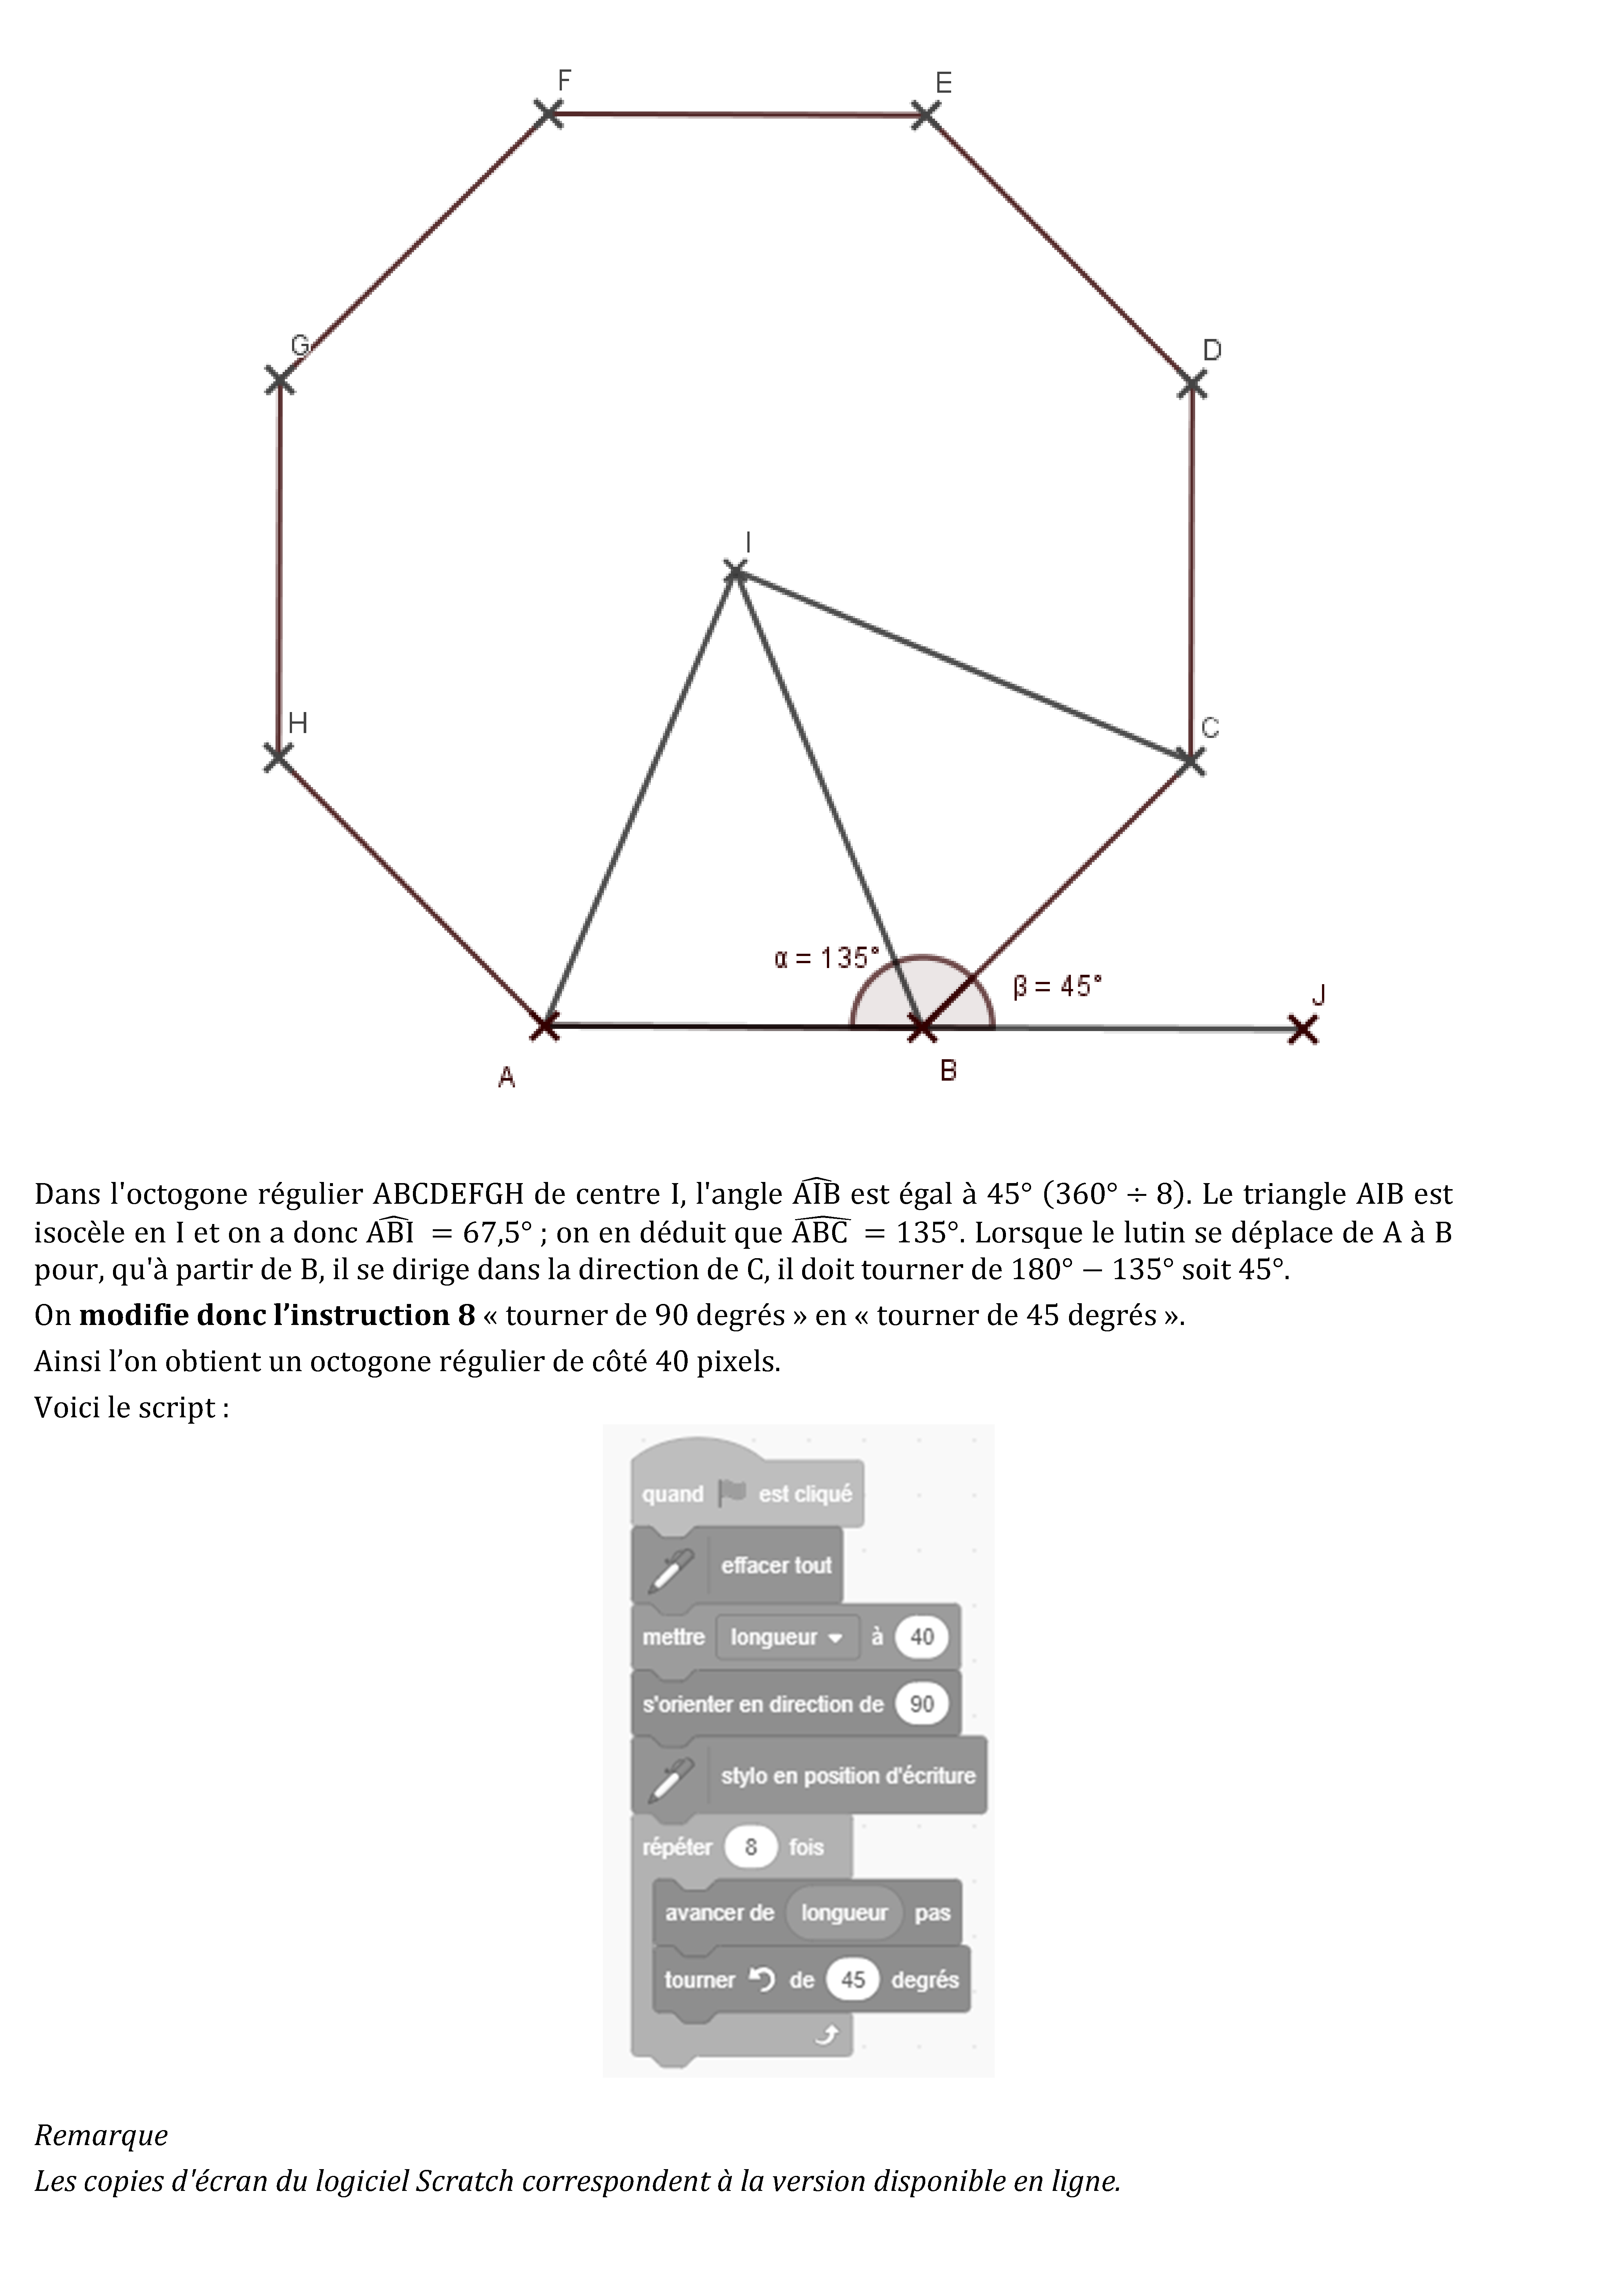 F
E
G
D
I
H
C
α = 135°
β = 45°
J
A
B
Dans l'octogone régulier ABCDEFGH de centre I, l'angle AIB est égal à 45° (360° ÷ 8). Le triangle AIB est
isocèle en I et on a donc ABI = 67,5° ; on en déduit que ABC = 135°. Lorsque le lutin se déplace de A à B
pour, qu'à partir de B, il se dirige dans la direction de C, il doit tourner de 180° − 135° soit 45°.
On modifie donc l’instruction 8 « tourner de 90 degrés » en « tourner de 45 degrés ».
Ainsi l’on obtient un octogone régulier de côté 40 pixels.
Voici le script :
quand est cliqué
effacer tout
mettre longueur à 40
s'orienter en direction de 90
stylo en position d'écriture
répéter 8 fois
avancer de longueur pas
tourner de 45 degrés
Remarque
Les copies d'écran du logiciel Scratch correspondent à la version disponible en ligne.